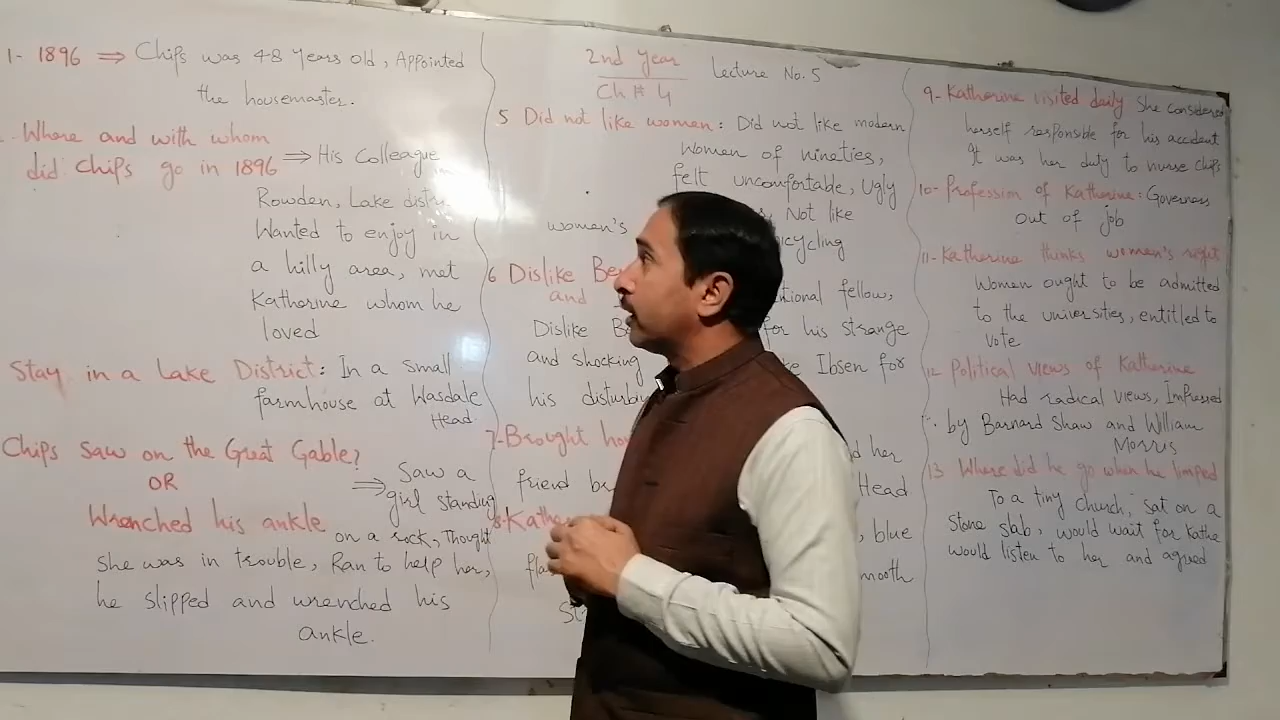 1- 1896 ⇒ Chips was 48 Years old, Appointed
the housemaster.
Where and with whom
did Chips go in 1896 ⇒ His Colleague
Rowden, Lake distri
Wanted to enjoy in
a hilly area, met
Katherine whom he
loved
Stay in a Lake District: In a small
farmhouse at Wasdale
Head.
Chips Saw on the Great Gable?
OR
⇒ Saw a
girl standing
Wrenched his ankle on a rock, Thought
she was in trouble, Ran to help her,
he slipped and wrenched his
ankle.
2nd Year
Ch # 4
Lecture No. 5
5 Did not like women: Did not like modern
Women of nineties,
felt uncomfortable, Ugly
women's Not like
icycling
6 Dislike Be
and tional fellow,
Dislike Be for his strange
and shocking ke Ibsen for
his disturbi
7-Brought ho d her
friend br Head
8-Kathe , blue
fla mooth
St
9- Katherine visited daily She considered
herself responsible for his accident
It was her duty to nurse chips
10- Profession of Katherine: Governess
out of job
11- Katherine thinks women's right
Women ought to be admitted
to the universities, entitled to
vote
12 Political views of Katherine
Had radical views, Impressed
by Barnard Shaw and William
Morris
13 Where did he go when he limped
To a tiny church, sat on a
stone slab, would wait for Kathe
would listen to her and agreed